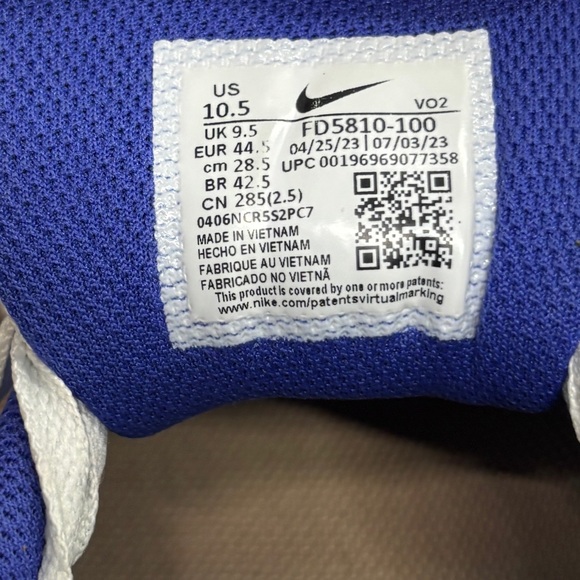 US
10.5
VO2
UK 9.5
FD5810-100
EUR 44.5
04/25/23 | 07/03/23
cm 28.5
UPC 00196969077358
BR 42.5
CN 285(2.5)
0406NCR5S2PC7
MADE IN VIETNAM
HECHO EN VIETNAM
FABRIQUE AU VIETNAM
FABRICADO NO VIETNÃ
This product is covered by one or more patents:
www.nike.com/patentsvirtualmarking